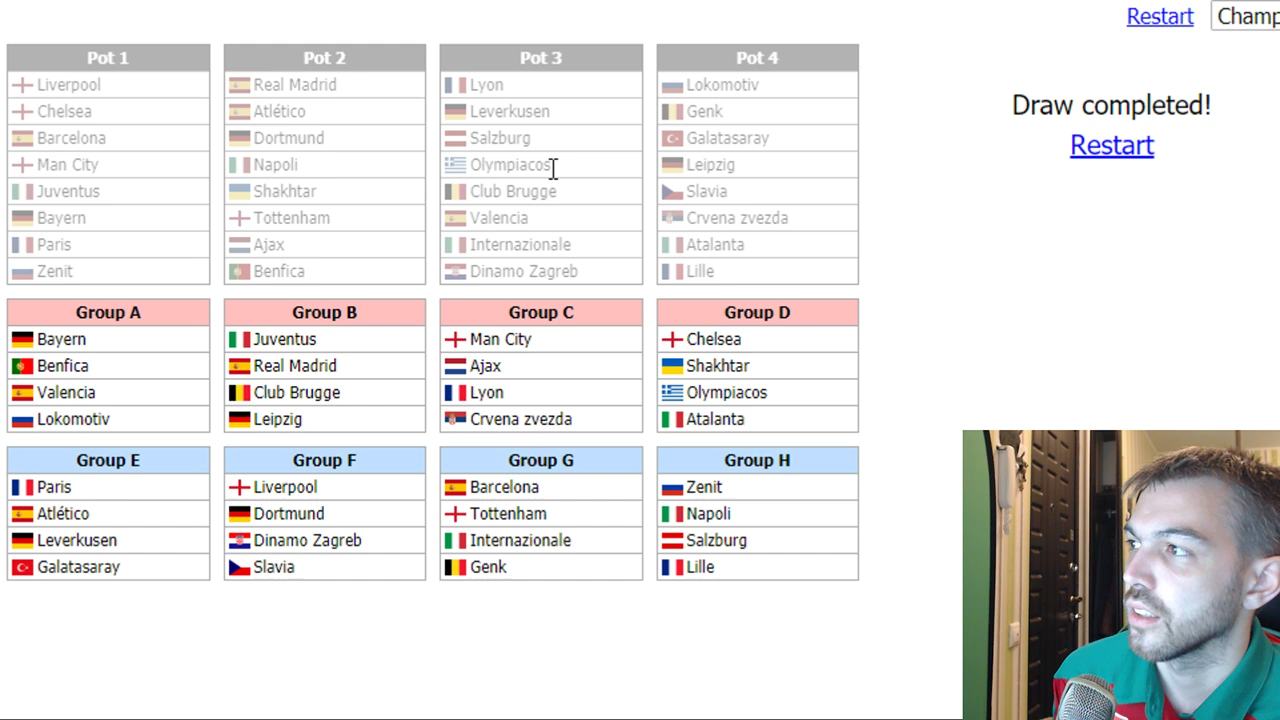 Restart Champ
Pot 1 Pot 2 Pot 3 Pot 4
Liverpool Real Madrid Lyon Lokomotiv
Chelsea Atlético Leverkusen Genk
Barcelona Dortmund Salzburg Galatasaray
Man City Napoli Olympiacos Leipzig
Juventus Shakhtar Club Brugge Slavia
Bayern Tottenham Valencia Crvena zvezda
Paris Ajax Internazionale Atalanta
Zenit Benfica Dinamo Zagreb Lille
Draw completed!
Restart
Group A Group B Group C Group D
Bayern Juventus Man City Chelsea
Benfica Real Madrid Ajax Shakhtar
Valencia Club Brugge Lyon Olympiacos
Lokomotiv Leipzig Crvena zvezda Atalanta
Group E Group F Group G Group H
Paris Liverpool Barcelona Zenit
Atlético Dortmund Tottenham Napoli
Leverkusen Dinamo Zagreb Internazionale Salzburg
Galatasaray Slavia Genk Lille